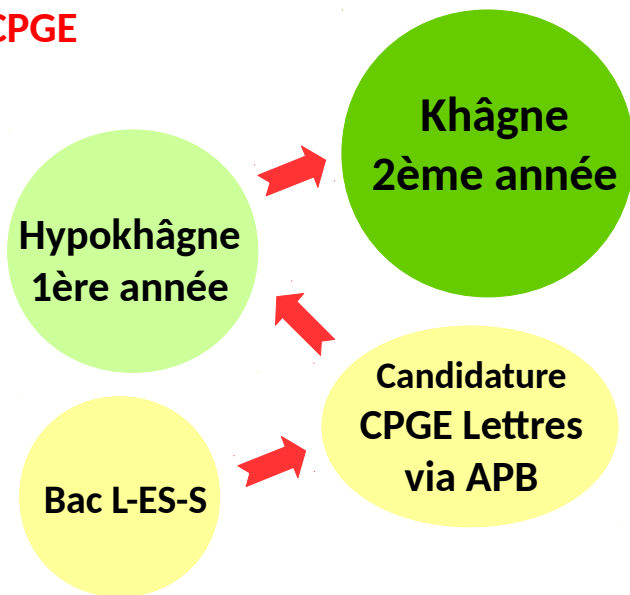 CPGE
Khâgne
2ème année
Hypokhâgne
1ère année
Candidature
CPGE Lettres
via APB
Bac L-ES-S